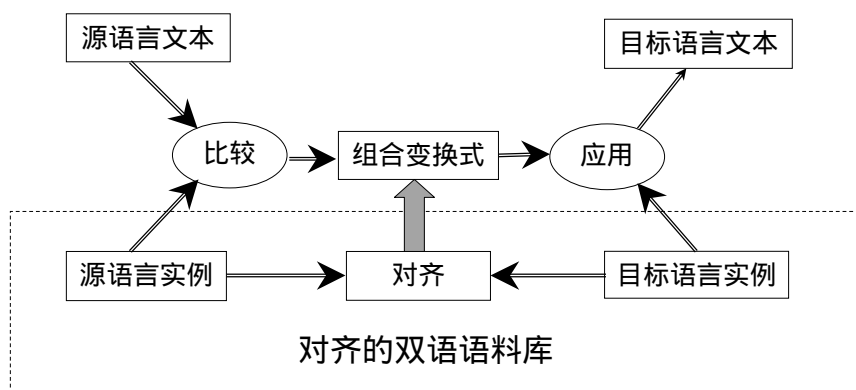 源语言文本
目标语言文本
比较
组合变换式
应用
源语言实例
对齐
目标语言实例
对齐的双语语料库